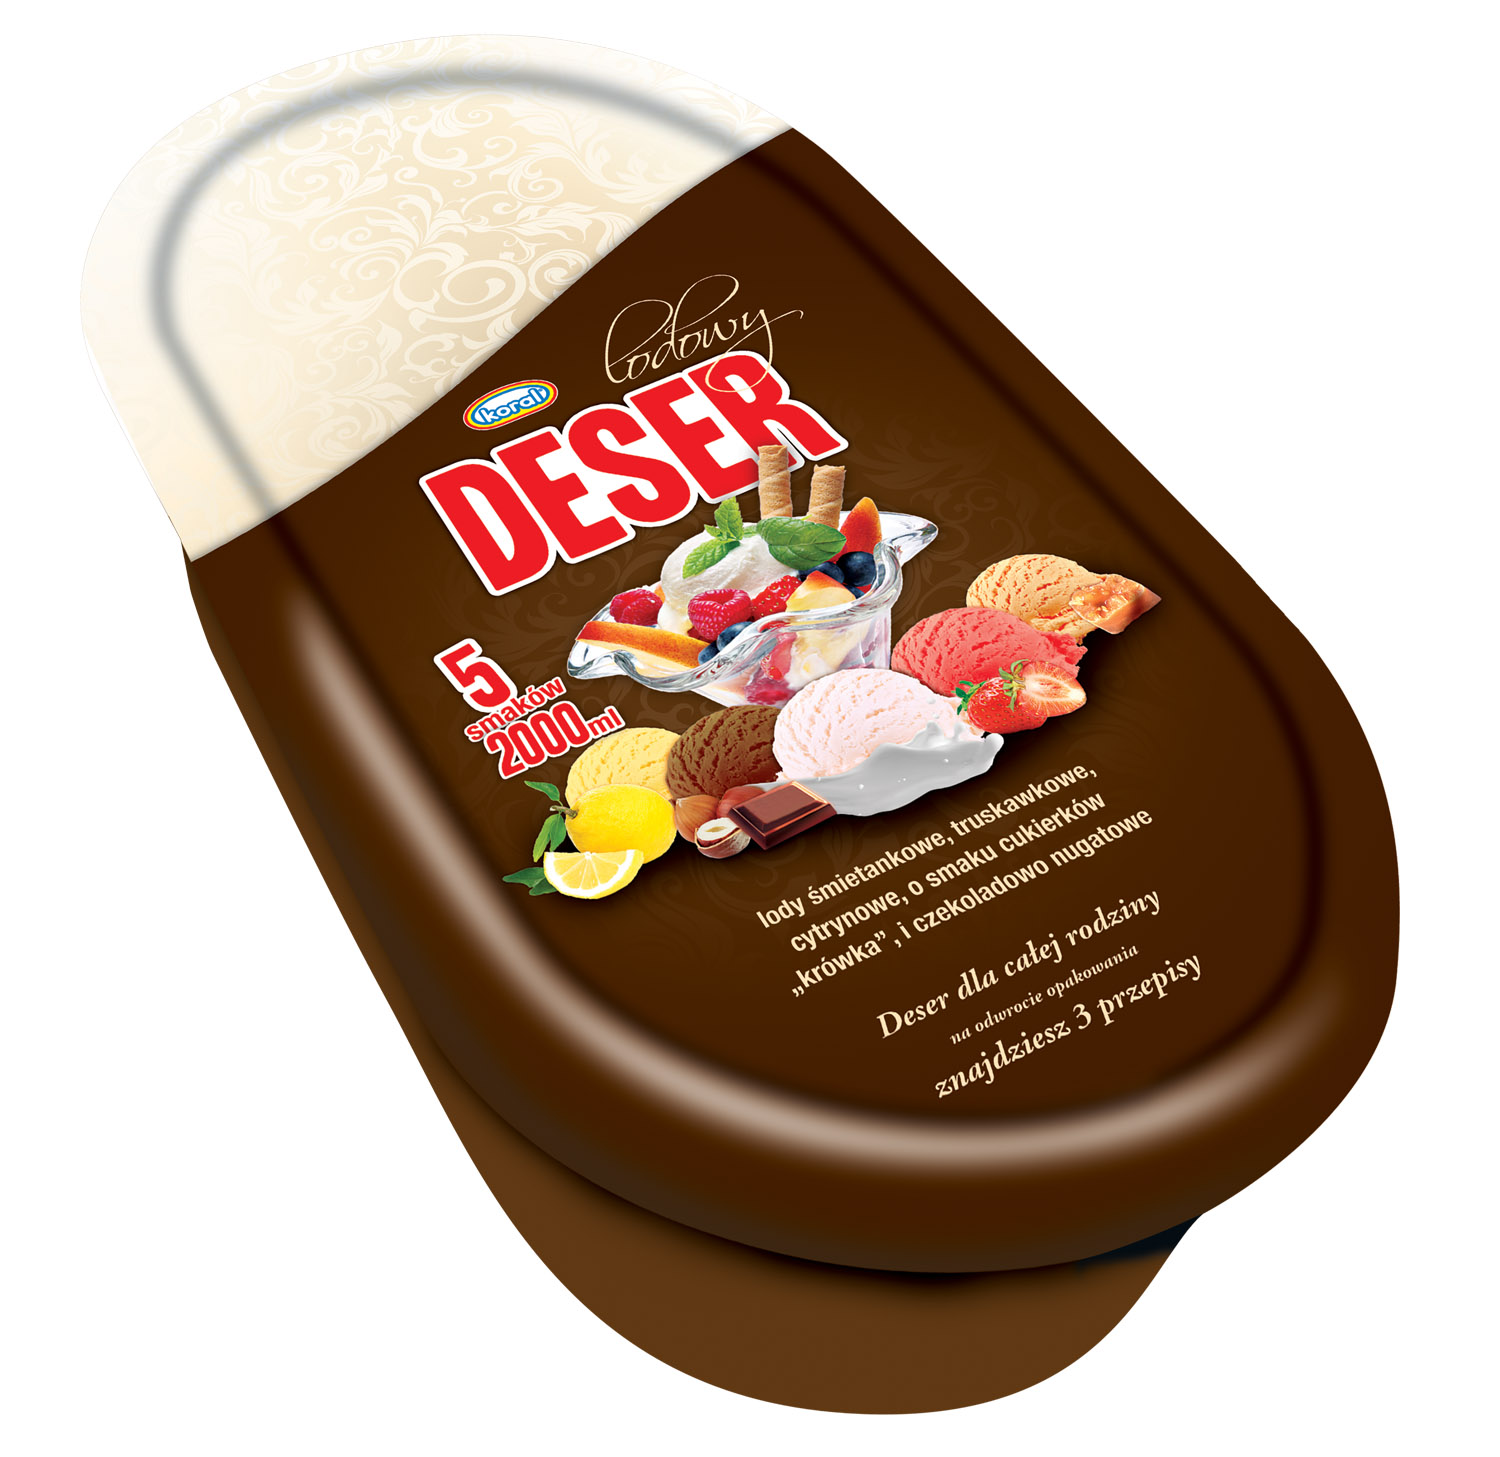 lodowy
koral
DESER
5
smaków
2000ml
lody śmietankowe, truskawkowe,
cytrynowe, o smaku cukierków
„krówka” , i czekoladowo nugatowe
Deser dla całej rodziny
na odwrocie opakowania
znajdziesz 3 przepisy